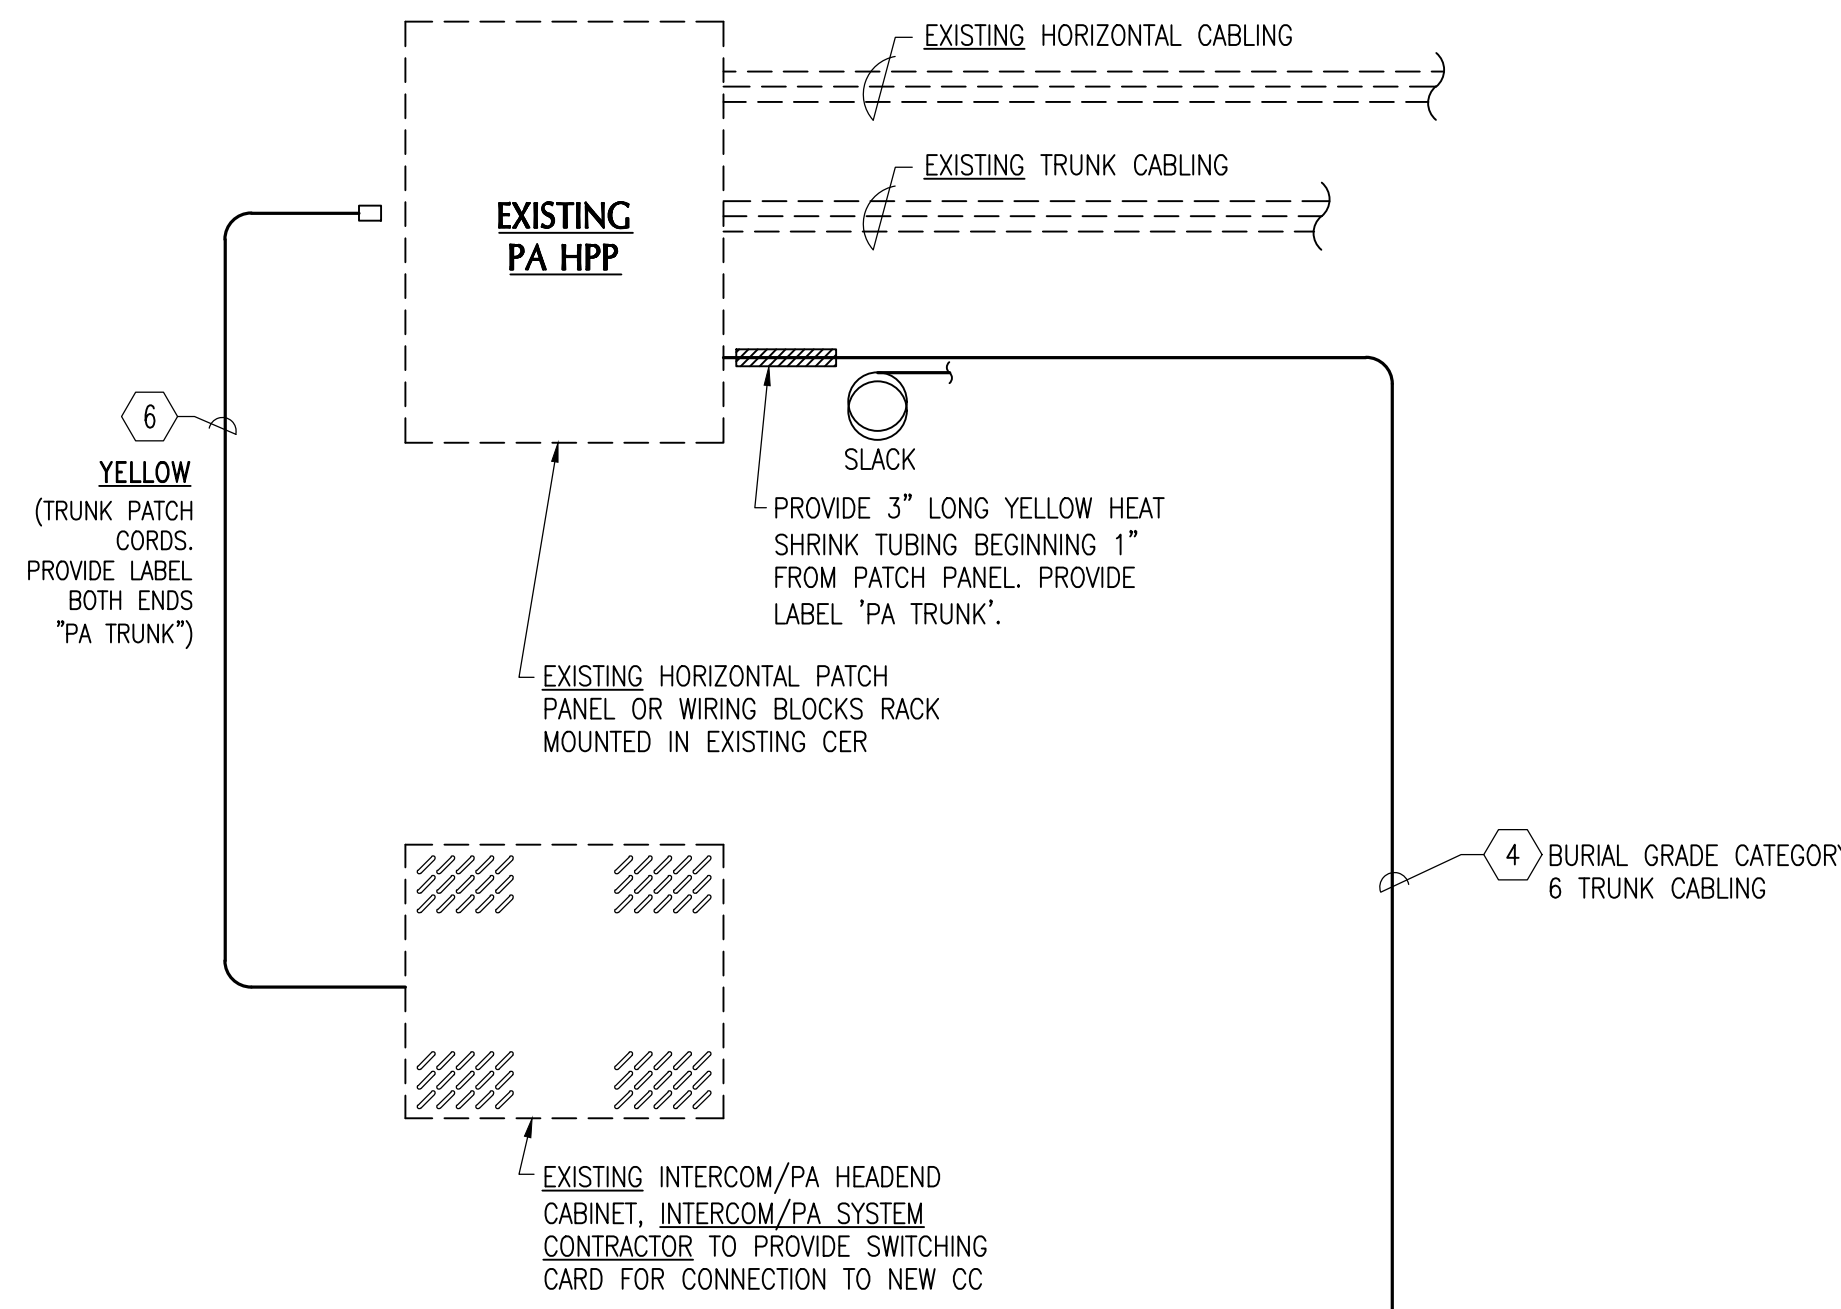 EXISTING HORIZONTAL CABLING
EXISTING TRUNK CABLING
EXISTING
PA HPP
6
YELLOW
(TRUNK PATCH
CORDS.
PROVIDE LABEL
BOTH ENDS
"PA TRUNK")
SLACK
PROVIDE 3" LONG YELLOW HEAT
SHRINK TUBING BEGINNING 1"
FROM PATCH PANEL. PROVIDE
LABEL 'PA TRUNK'.
EXISTING HORIZONTAL PATCH
PANEL OR WIRING BLOCKS RACK
MOUNTED IN EXISTING CER
4
BURIAL GRADE CATEGORY
6 TRUNK CABLING
EXISTING INTERCOM/PA HEADEND
CABINET, INTERCOM/PA SYSTEM
CONTRACTOR TO PROVIDE SWITCHING
CARD FOR CONNECTION TO NEW CC